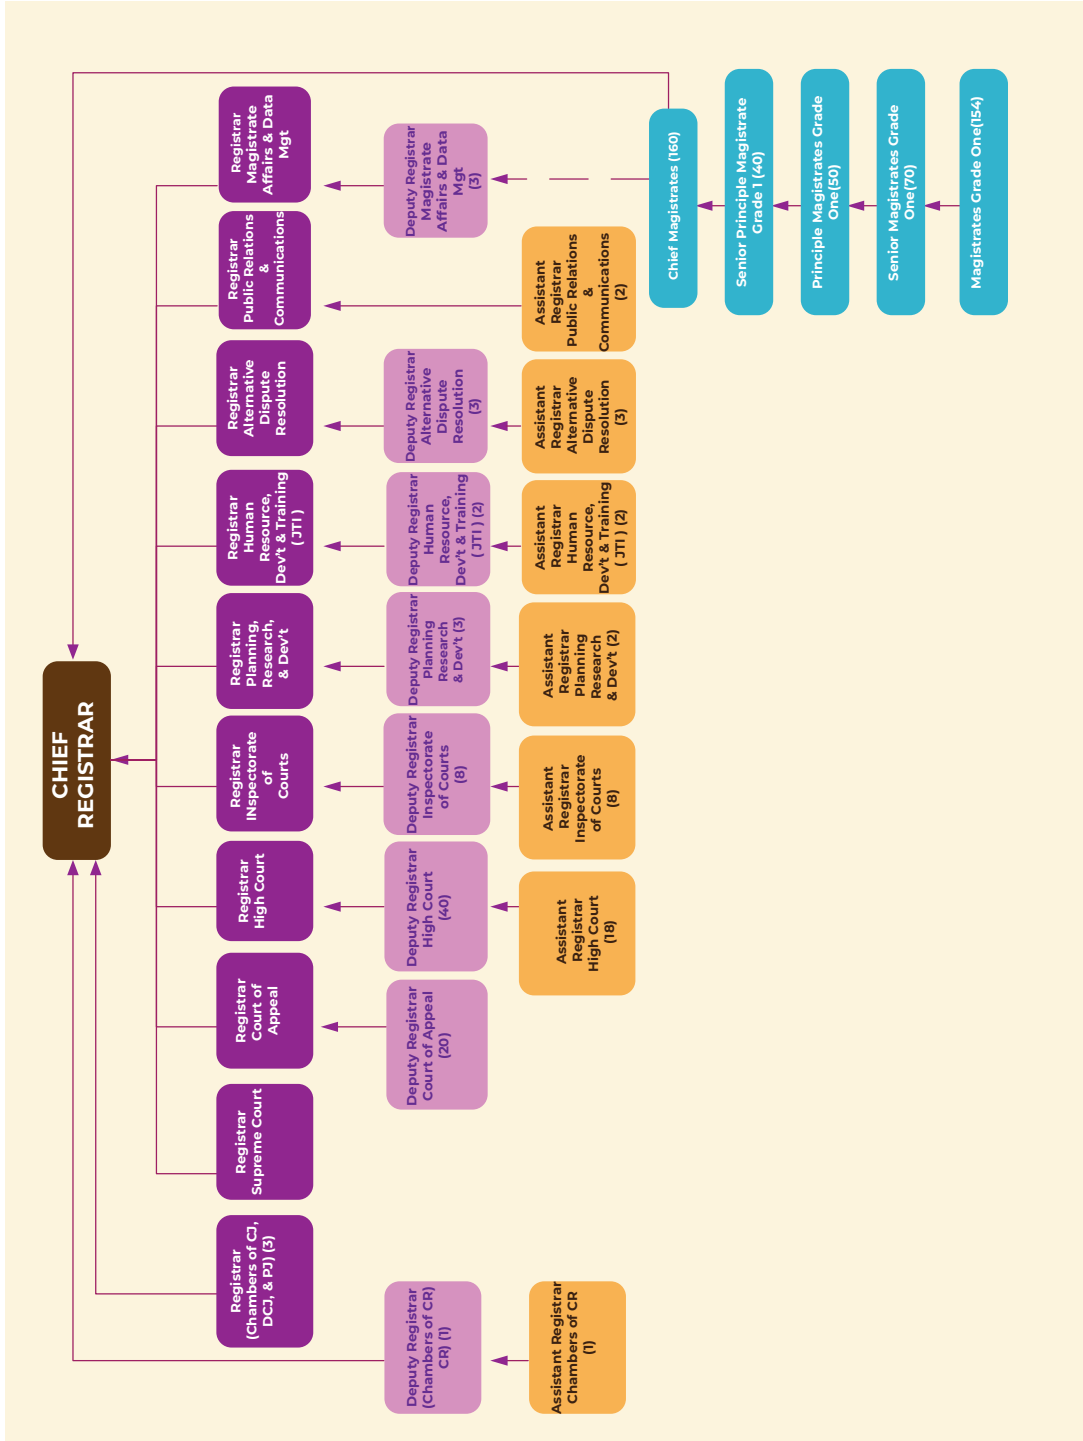 CHIEF
REGISTRAR
Registrar
(Chambers of CJ,
DCJ, & PJ) (3)
Registrar
Supreme Court
Registrar
Court of
Appeal
Registrar
High Court
Registrar
INspectorate
of
Courts
Registrar
Planning,
Research,
& Dev't
Registrar
Human
Resource,
Dev't & Training
( JTI )
Registrar
Alternative
Dispute
Resolution
Registrar
Public Relations
&
Communications
Registrar
Magistrate
Affairs & Data
Mgt
Deputy Registrar
(Chambers of CR)
CR) (1)
Deputy Registrar
Court of Appeal
(20)
Deputy Registrar
High Court
(40)
Deputy Registrar
Inspectorate
of Courts
(8)
Deputy Registrar
Planning
Research
& Dev't (3)
Deputy Registrar
Human
Resource,
Dev't & Training
( JTI ) (2)
Deputy Registrar
Alternative
Dispute
Resolution
(3)
Deputy Registrar
Magistrate
Affairs & Data
Mgt
(3)
Assistant Registrar
Chambers of CR
(1)
Assistant
Registrar
High Court
(18)
Assistant
Registrar
Inspectorate
of Courts
(8)
Assistant
Registrar
Planning
Research
& Dev't (2)
Assistant
Registrar
Human
Resource,
Dev't & Training
( JTI ) (2)
Assistant
Registrar
Alternative
Dispute
Resolution
(3)
Assistant
Registrar
Public Relations
&
Communications
(2)
Chief Magistrates (160)
Senior Principle Magistrate
Grade 1 (40)
Principle Magistrates Grade
One(50)
Senior Magistrates Grade
One(70)
Magistrates Grade One(154)